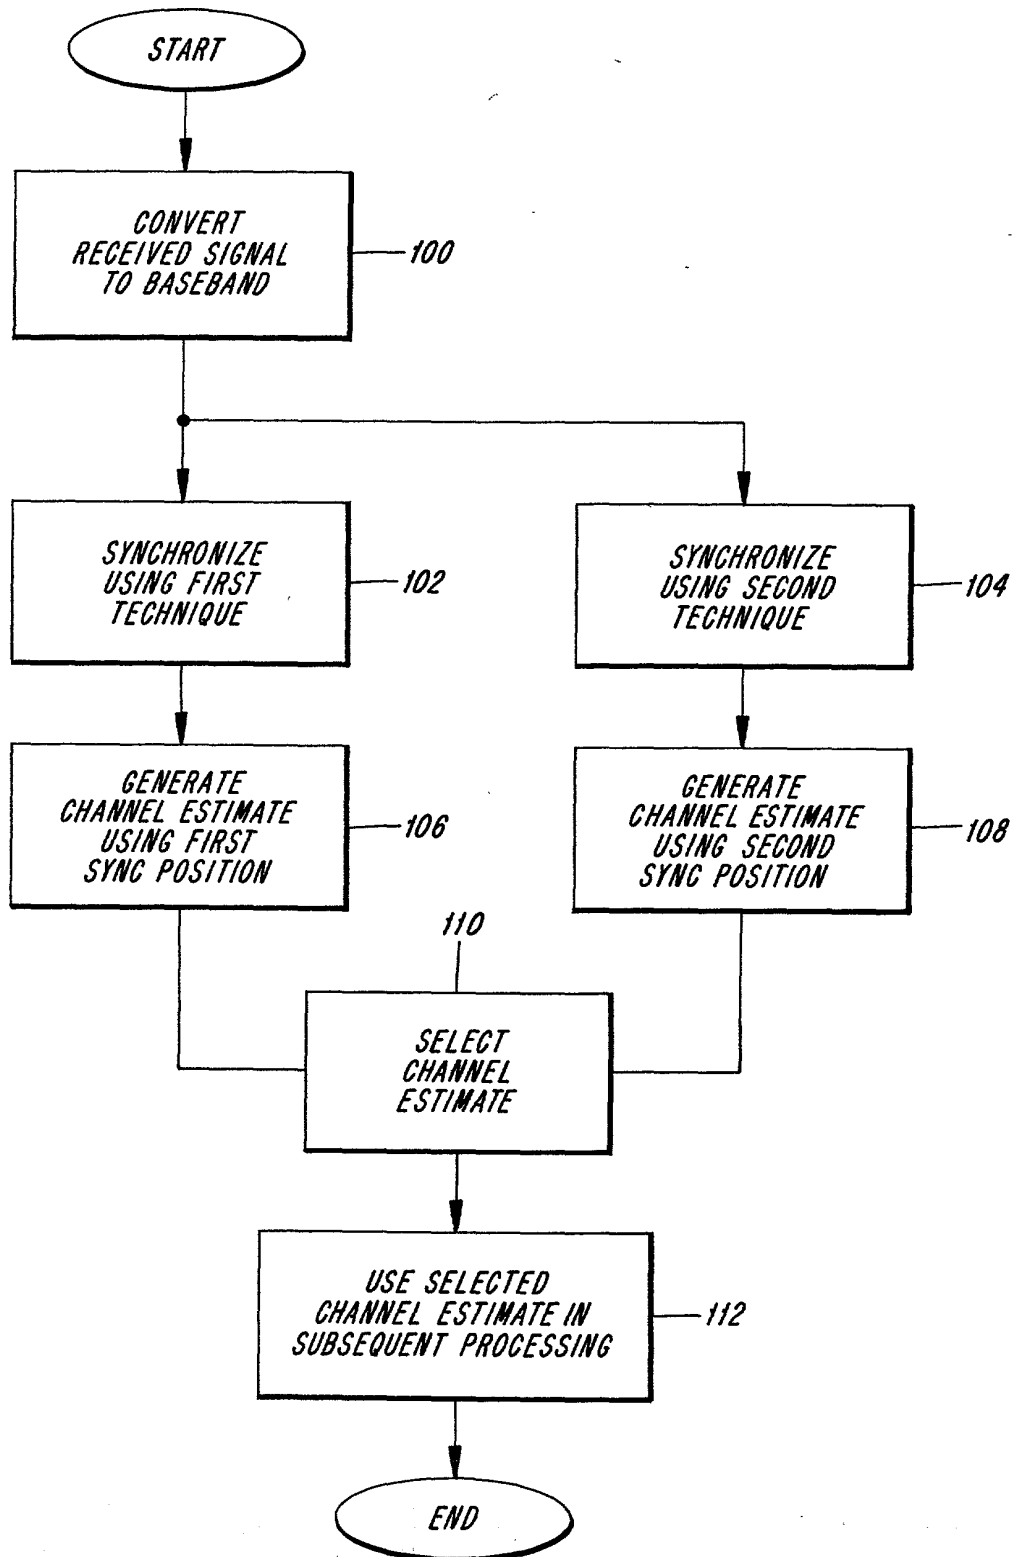 START
CONVERT
RECEIVED SIGNAL
TO BASEBAND
100
SYNCHRONIZE
USING FIRST
TECHNIQUE
102
SYNCHRONIZE
USING SECOND
TECHNIQUE
104
GENERATE
CHANNEL ESTIMATE
USING FIRST
SYNC POSITION
106
GENERATE
CHANNEL ESTIMATE
USING SECOND
SYNC POSITION
108
110
SELECT
CHANNEL
ESTIMATE
USE SELECTED
CHANNEL ESTIMATE IN
SUBSEQUENT PROCESSING
112
END